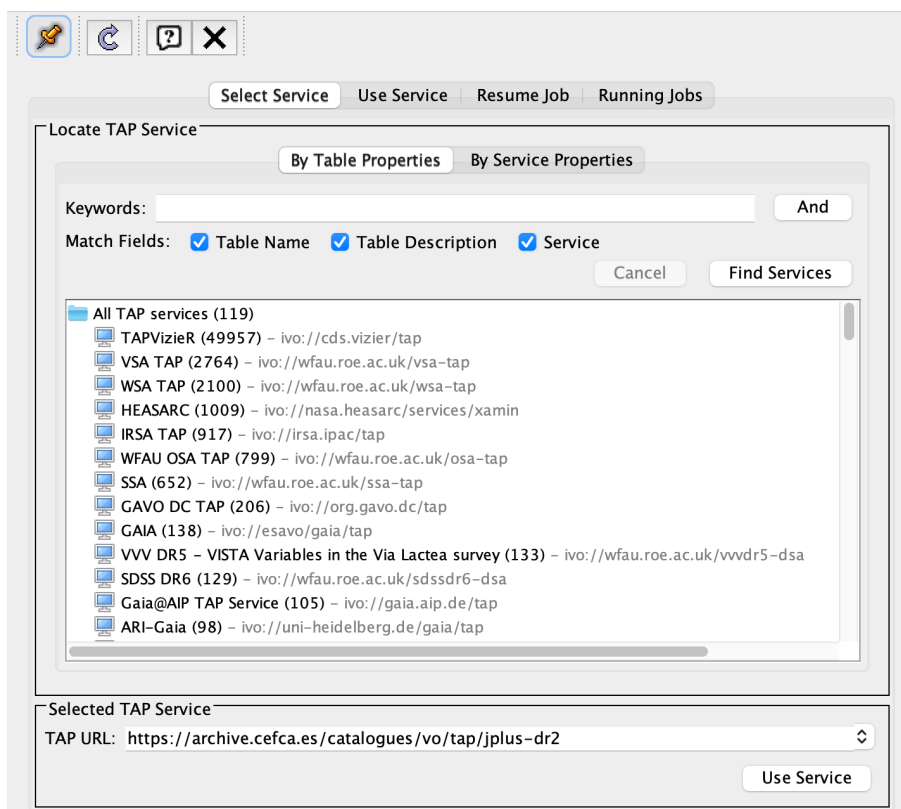 Select Service Use Service Resume Job Running Jobs
Locate TAP Service
By Table Properties By Service Properties
Keywords: And
Match Fields: Table Name Table Description Service
Cancel Find Services
All TAP services (119)
TAPVizieR (49957) – ivo://cds.vizier/tap
VSA TAP (2764) – ivo://wfau.roe.ac.uk/vsa-tap
WSA TAP (2100) – ivo://wfau.roe.ac.uk/wsa-tap
HEASARC (1009) – ivo://nasa.heasarc/services/xamin
IRSA TAP (917) – ivo://irsa.ipac/tap
WFAU OSA TAP (799) – ivo://wfau.roe.ac.uk/osa-tap
SSA (652) – ivo://wfau.roe.ac.uk/ssa-tap
GAVO DC TAP (206) – ivo://org.gavo.dc/tap
GAIA (138) – ivo://esavo/gaia/tap
VVV DR5 – VISTA Variables in the Via Lactea survey (133) – ivo://wfau.roe.ac.uk/vvvdr5-dsa
SDSS DR6 (129) – ivo://wfau.roe.ac.uk/sdssdr6-dsa
Gaia@AIP TAP Service (105) – ivo://gaia.aip.de/tap
ARI-Gaia (98) – ivo://uni-heidelberg.de/gaia/tap
Selected TAP Service
TAP URL: https://archive.cefca.es/catalogues/vo/tap/jplus-dr2
Use Service